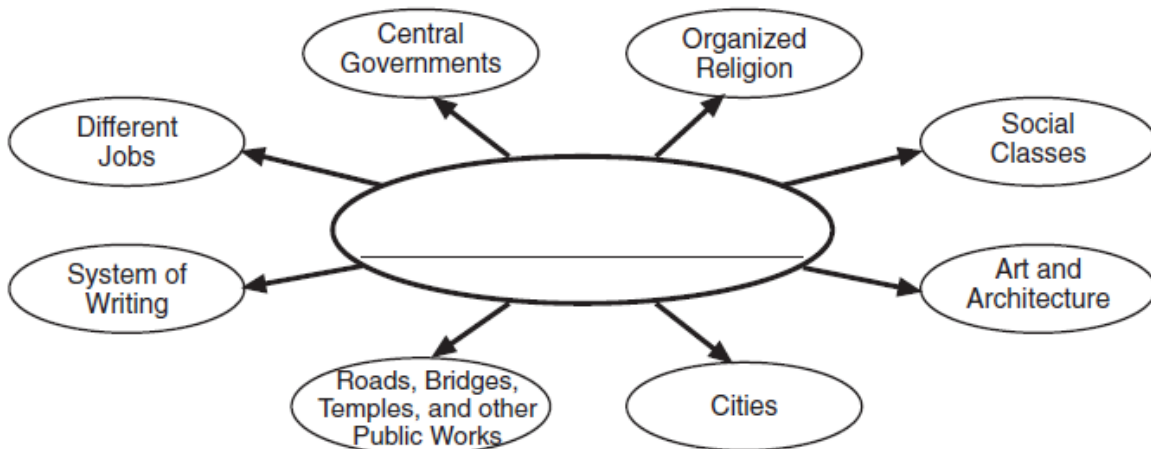 Central
Governments
Organized
Religion
Different
Jobs
Social
Classes
System of
Writing
Art and
Architecture
Roads, Bridges,
Temples, and other
Public Works
Cities